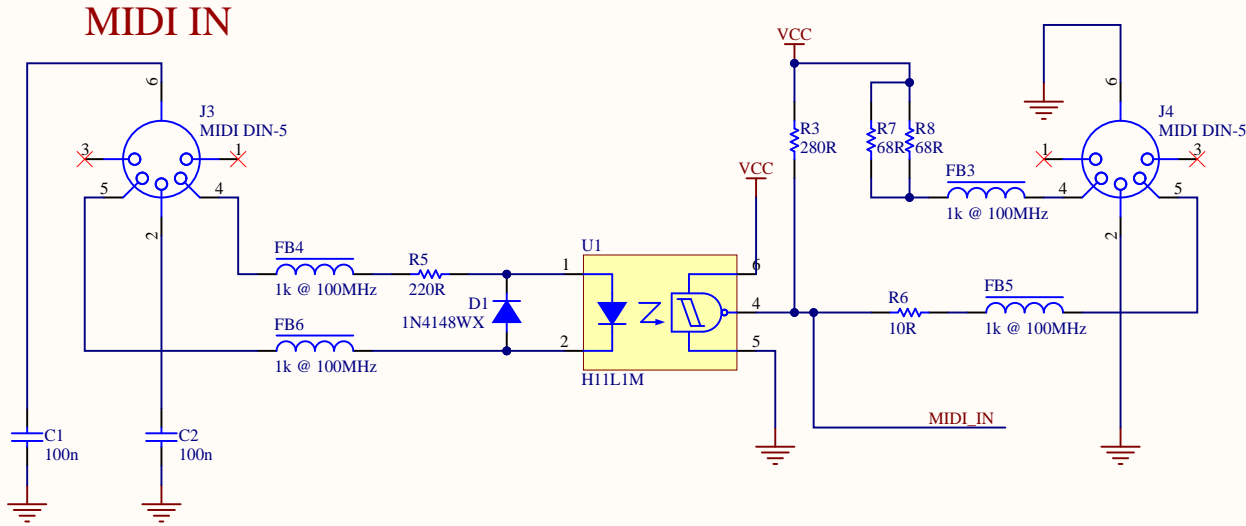 MIDI IN
VCC
6
6
J3
MIDI DIN-5
J4
MIDI DIN-5
R3
280R
R7
68R
R8
68R
3
1
1
3
VCC
FB3
1k @ 100MHz
5
4
4
5
2
2
FB4
1k @ 100MHz
R5
220R
U1
1
6
D1
1N4148WX
4
R6
10R
FB5
1k @ 100MHz
FB6
1k @ 100MHz
2
5
H11L1M
MIDI_IN
C1
100n
C2
100n